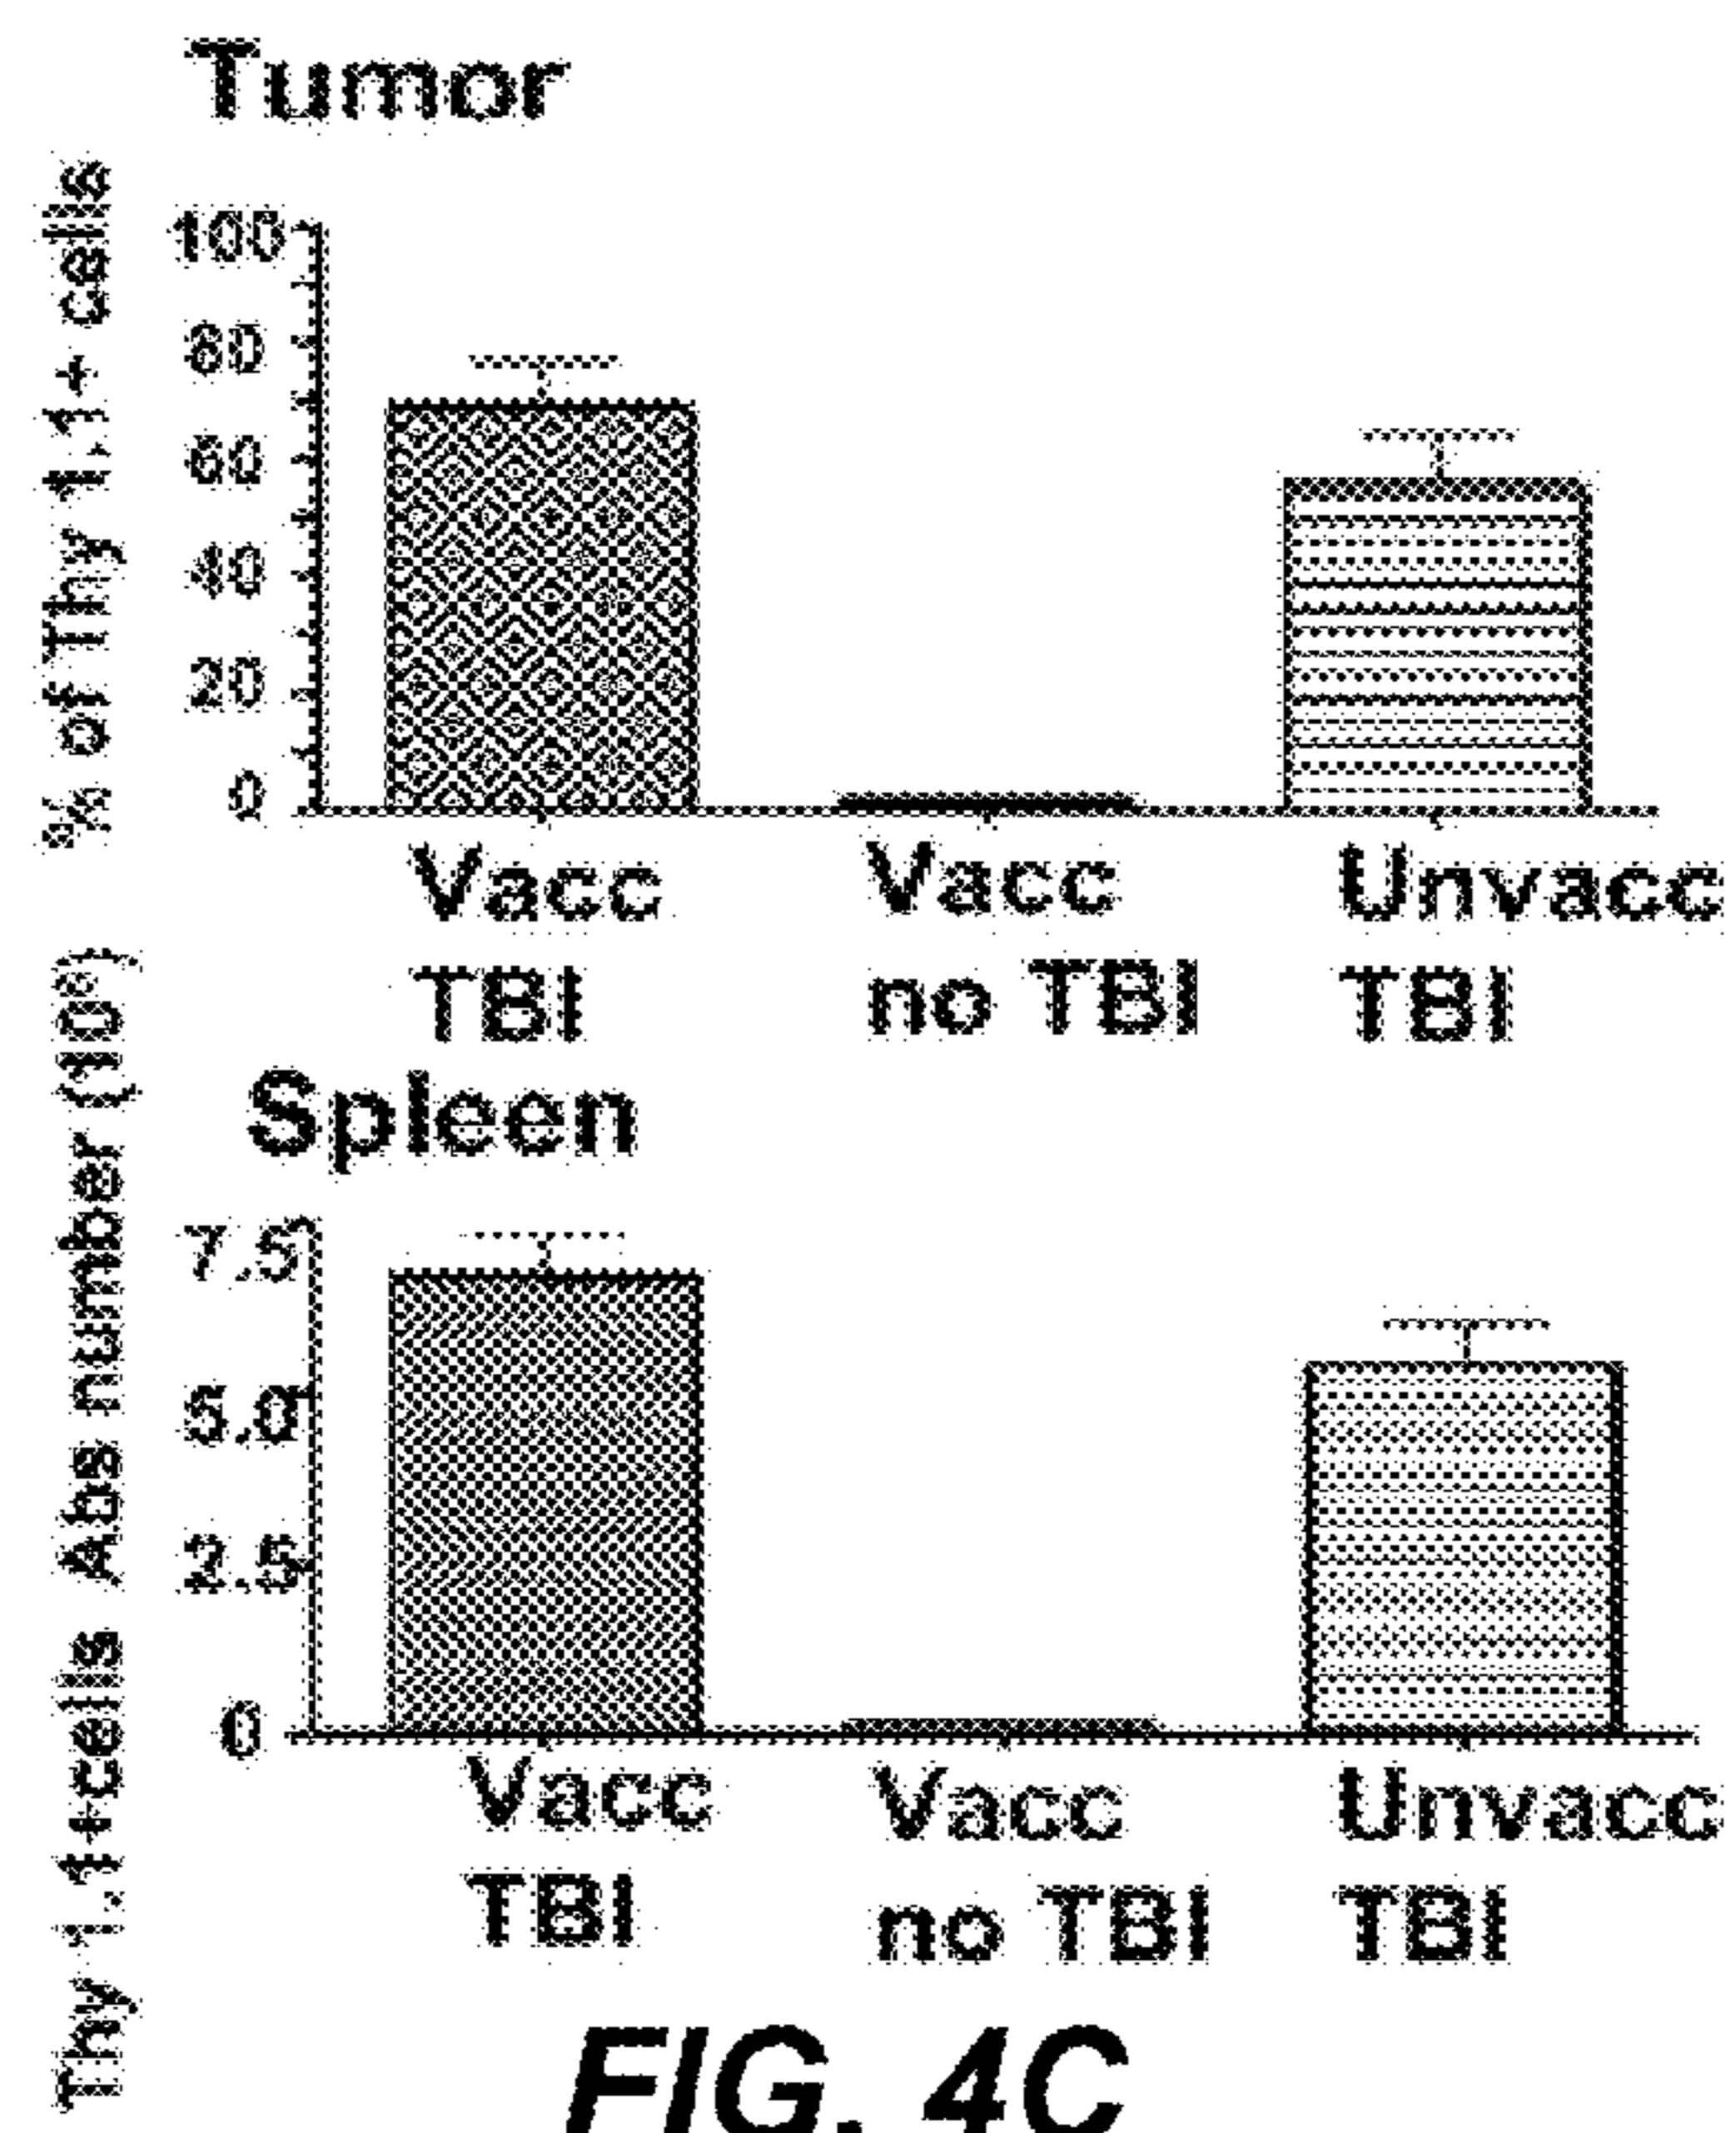 Tumor
% of Thy 1.1+ cells
100
80
60
40
20
0
Vacc
TBI
Vacc
no TBI
Unvacc
TBI
Spleen
Thy 1.1+cells Abs number
7.5
5.0
2.5
0
Vacc
TBI
Vacc
no TBI
Unvacc
TBI
FIG. 4C